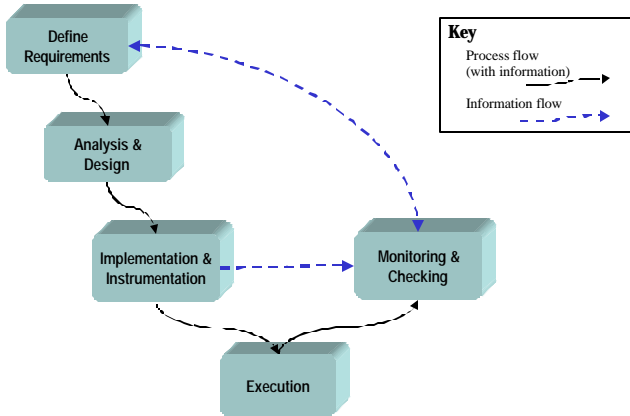 Define
Requirements
Key
Process flow
(with information)
Information flow
Analysis &
Design
Implementation &
Instrumentation
Monitoring &
Checking
Execution